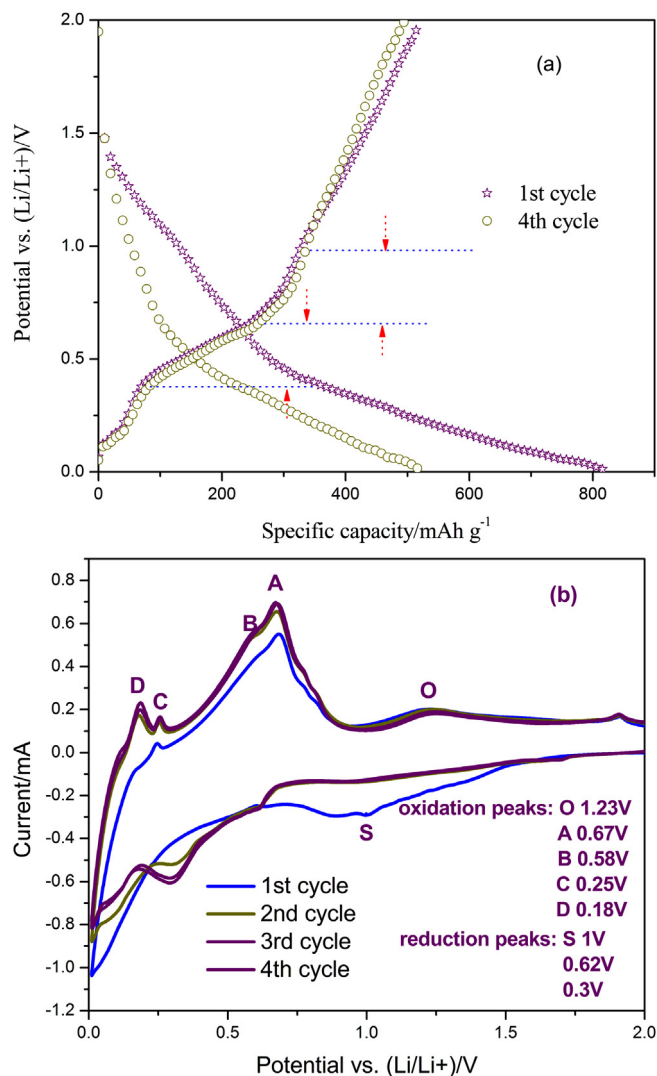 2.0
(a)
1.5
1st cycle
4th cycle
1.0
0.5
0.0
0 200 400 600 800
Potential vs. (Li/Li+)/V
Specific capacity/mAh g⁻¹
0.8
A
(b)
0.6
B
0.4
D
C
O
0.2
0.0
-0.2
oxidation peaks: O 1.23V
S
A 0.67V
-0.4
B 0.58V
-0.6
1st cycle
C 0.25V
2nd cycle
D 0.18V
-0.8
3rd cycle
reduction peaks: S 1V
4th cycle
0.62V
-1.0
0.3V
-1.2
0.0 0.5 1.0 1.5 2.0
Current/mA
Potential vs. (Li/Li+)/V